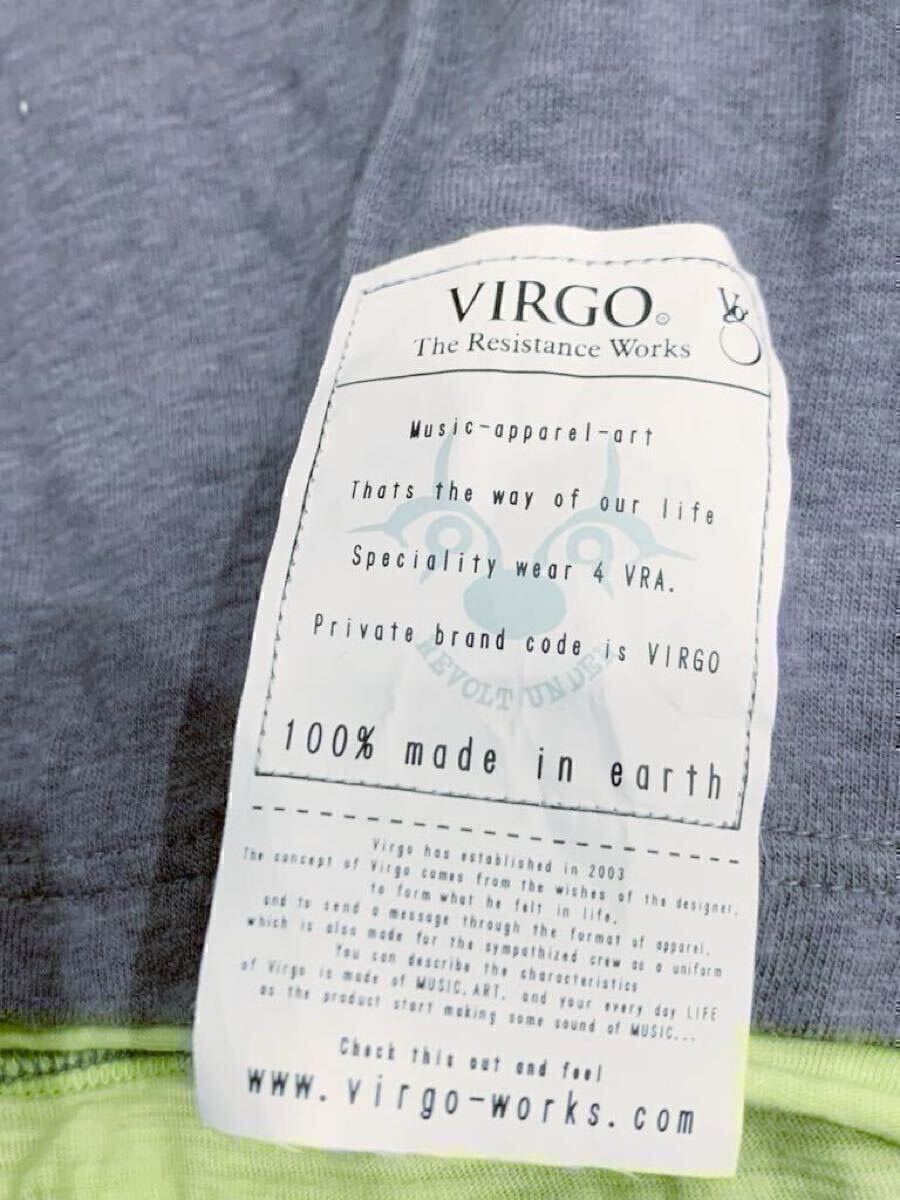 VIRGO®
The Resistance Works
Vgo
Music-apparel-art
Thats the way of our life
Speciality wear 4 VRA.
Private brand code is VIRGO
REVOLT UNDER
100% made in earth
Virgo has established in 2003
The concept of Virgo comes from the wishes of the designer,
to form what he felt in life.
and to send a message through the format of apparel,
which is also made for the sympathized crew as a uniform
You can describe the characteristics
of Virgo is made of MUSIC,ART, and your every day LIFE
as the product start making some sound of MUSIC...
Check this out and feel
www.virgo-works.com